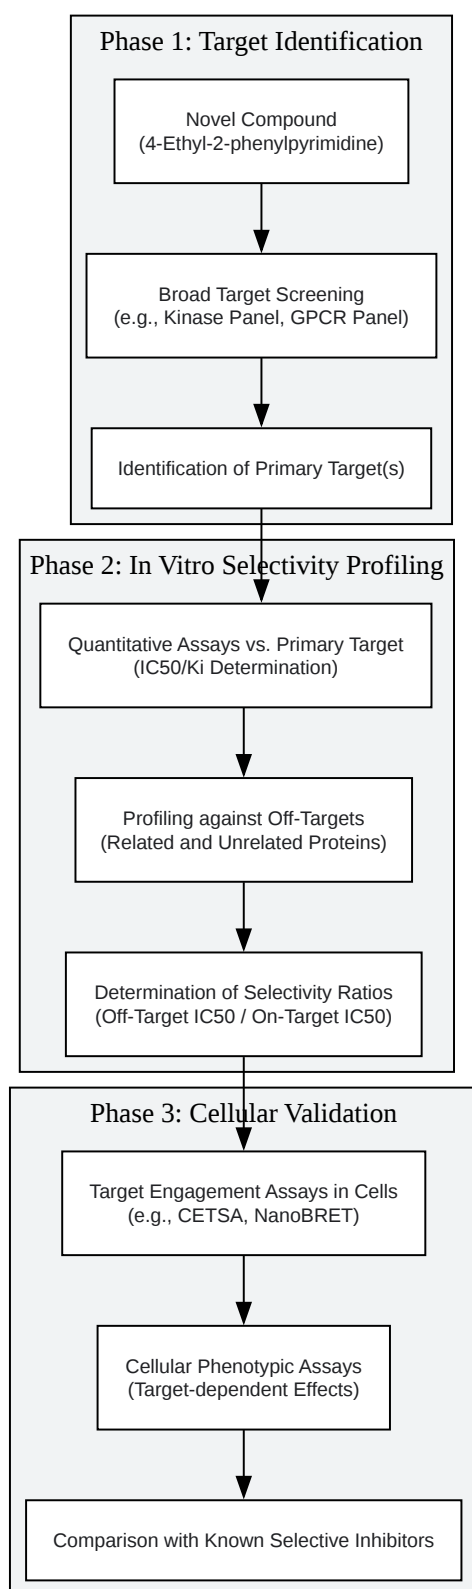 Phase 1: Target Identification
Novel Compound
(4-Ethyl-2-phenylpyrimidine)
Broad Target Screening
(e.g., Kinase Panel, GPCR Panel)
Identification of Primary Target(s)
Phase 2: In Vitro Selectivity Profiling
Quantitative Assays vs. Primary Target
(IC50/Ki Determination)
Profiling against Off-Targets
(Related and Unrelated Proteins)
Determination of Selectivity Ratios
(Off-Target IC50 / On-Target IC50)
Phase 3: Cellular Validation
Target Engagement Assays in Cells
(e.g., CETSA, NanoBRET)
Cellular Phenotypic Assays
(Target-dependent Effects)
Comparison with Known Selective Inhibitors